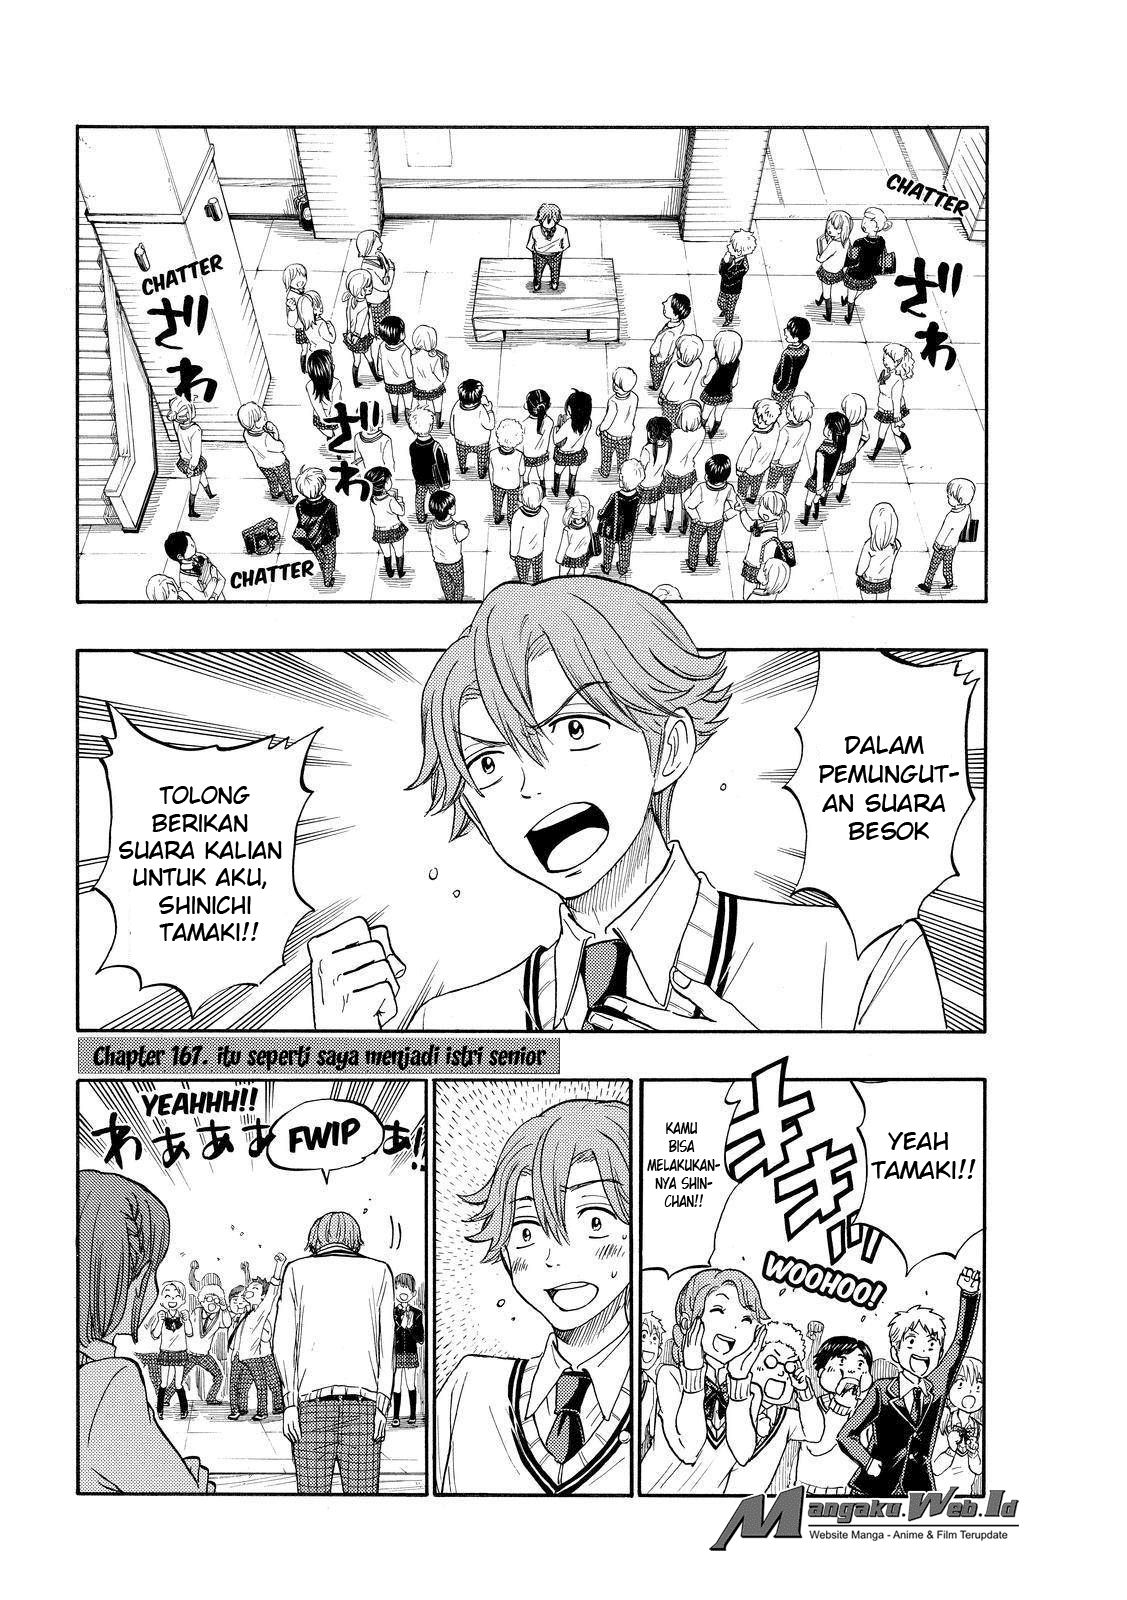 CHATTER
ざわ
CHATTER
ざわ
ざわ
CHATTER
DALAM
PEMUNGUT-
AN SUARA
BESOK
TOLONG
BERIKAN
SUARA KALIAN
UNTUK AKU,
SHINICHI
TAMAKI!!
Chapter 167. itu seperti saya menjadi istri senior
YEAH
TAMAKI!!
KAMU
BISA
MELAKUKAN-
NYA SHIN-
CHAN!!
WOOHOO!
YEAHHH!!
わぁぁぁぁ!!
FWIP
Mangaku.Web.Id
Website Manga - Anime & Film Terupdate